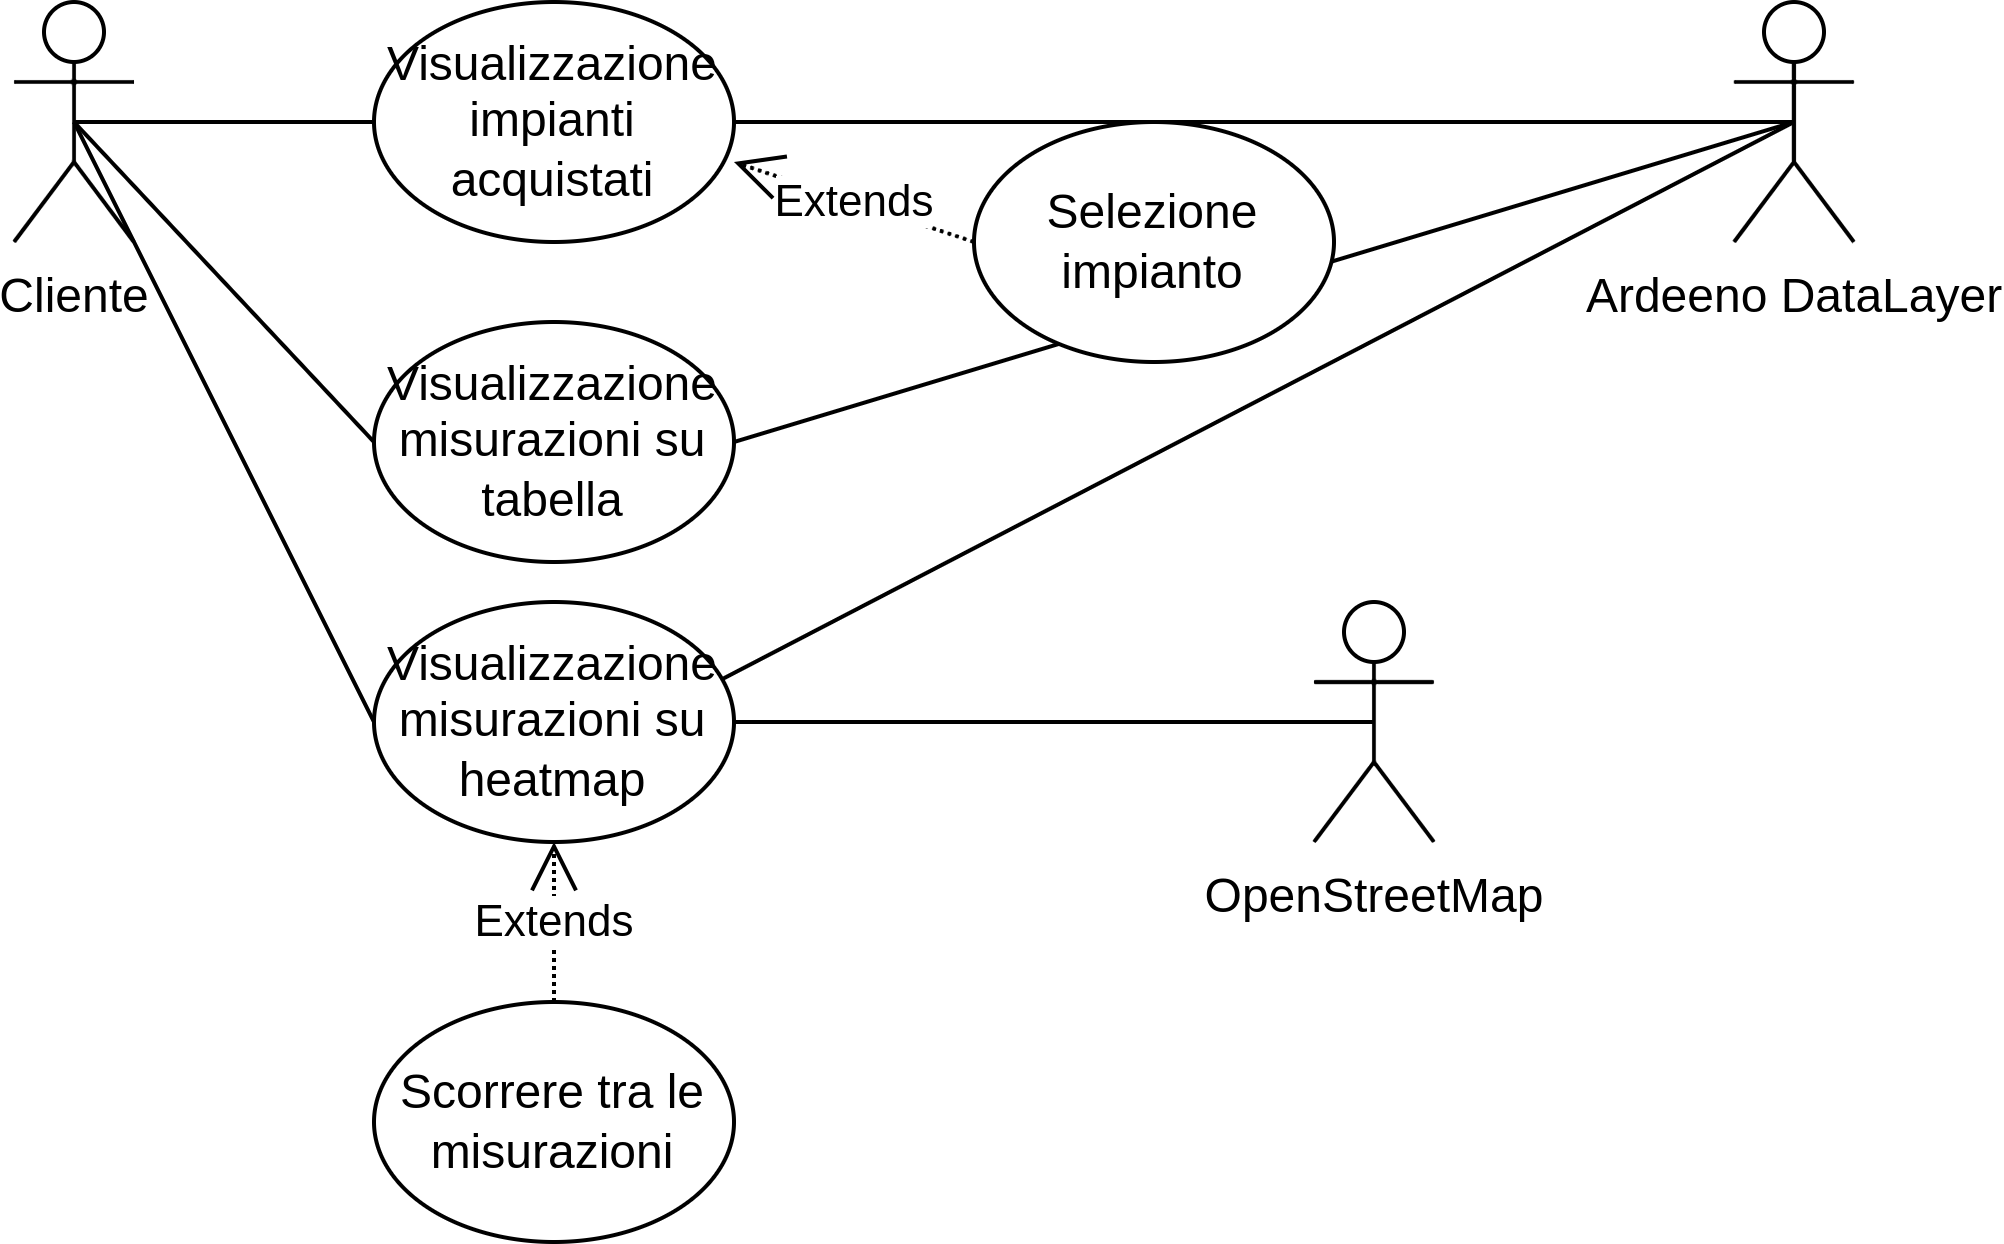 Visualizzazione
impianti
acquistati
Extends
Selezione
impianto
Cliente
Ardeeno DataLayer
Visualizzazione
misurazioni su
tabella
Visualizzazione
misurazioni su
heatmap
OpenStreetMap
Extends
Scorrere tra le
misurazioni